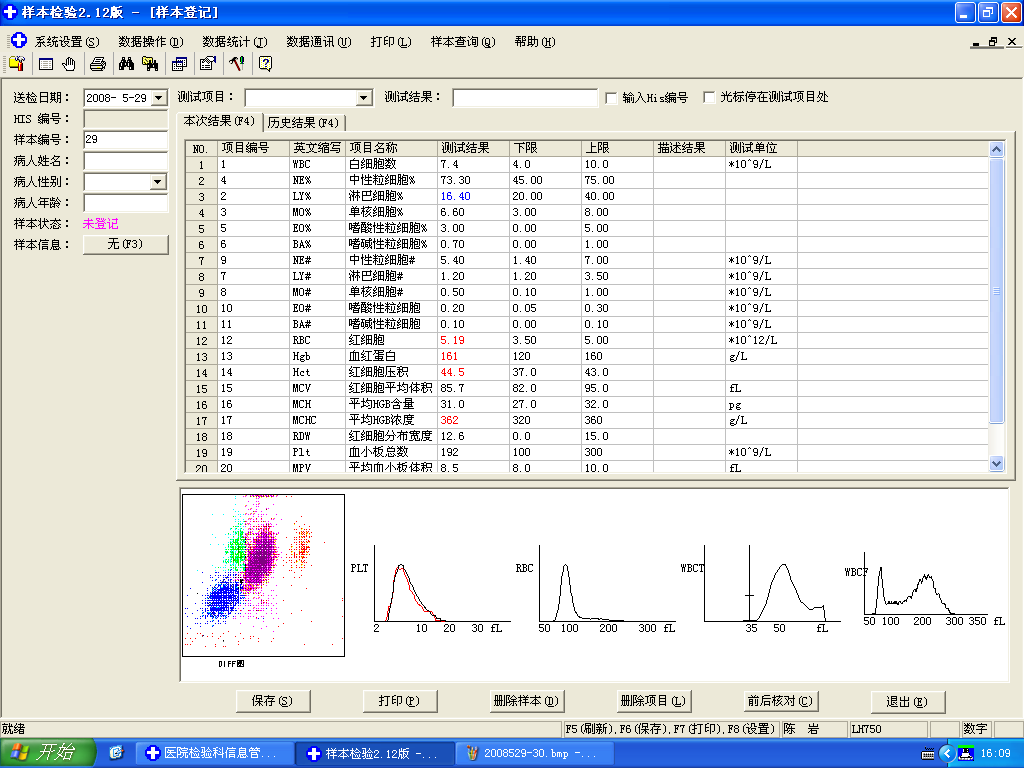 样本检验2.12版 - [样本登记]
系统设置(S) 数据操作(D) 数据统计(T) 数据通讯(U) 打印(L) 样本查询(Q) 帮助(H)
送检日期： 2008- 5-29 测试项目： 测试结果： 输入His编号 光标停在测试项目处
HIS 编号：
样本编号： 29
病人姓名：
病人性别：
病人年龄：
样本状态： 未登记
样本信息： 无(F3)
本次结果(F4) 历史结果(F4)
NO. 项目编号 英文缩写 项目名称 测试结果 下限 上限 描述结果 测试单位
1 1 WBC 白细胞数 7.4 4.0 10.0 *10^9/L
2 4 NE% 中性粒细胞% 73.30 45.00 75.00
3 2 LY% 淋巴细胞% 16.40 20.00 40.00
4 3 MO% 单核细胞% 6.60 3.00 8.00
5 5 EO% 嗜酸性粒细胞% 3.00 0.00 5.00
6 6 BA% 嗜碱性粒细胞% 0.70 0.00 1.00
7 9 NE# 中性粒细胞# 5.40 1.40 7.00 *10^9/L
8 7 LY# 淋巴细胞# 1.20 1.20 3.50 *10^9/L
9 8 MO# 单核细胞# 0.50 0.10 1.00 *10^9/L
10 10 EO# 嗜酸性粒细胞 0.20 0.05 0.30 *10^9/L
11 11 BA# 嗜碱性粒细胞 0.10 0.00 0.10 *10^9/L
12 12 RBC 红细胞 5.19 3.50 5.00 *10^12/L
13 13 Hgb 血红蛋白 161 120 160 g/L
14 14 Hct 红细胞压积 44.5 37.0 43.0
15 15 MCV 红细胞平均体积 85.7 82.0 95.0 fL
16 16 MCH 平均HGB含量 31.0 27.0 32.0 pg
17 17 MCHC 平均HGB浓度 362 320 360 g/L
18 18 RDW 红细胞分布宽度 12.6 0.0 15.0
19 19 Plt 血小板总数 192 100 300 *10^9/L
20 20 MPV 平均血小板体积 8.5 8.0 10.0 fL
DIFF图
PLT
2 10 20 30 fL
RBC
50 100 200 300 fL
WBCT
35 50 fL
WBCF
50 100 200 300 350 fL
保存(S) 打印(P) 删除样本(D) 删除项目(L) 前后核对(C) 退出(E)
就绪 F5(刷新),F6(保存),F7(打印),F8(设置) 陈 岩 LH750 数字
开始 医院检验科信息管... 样本检验2.12版 -... 2008529-30.bmp -... 16:09